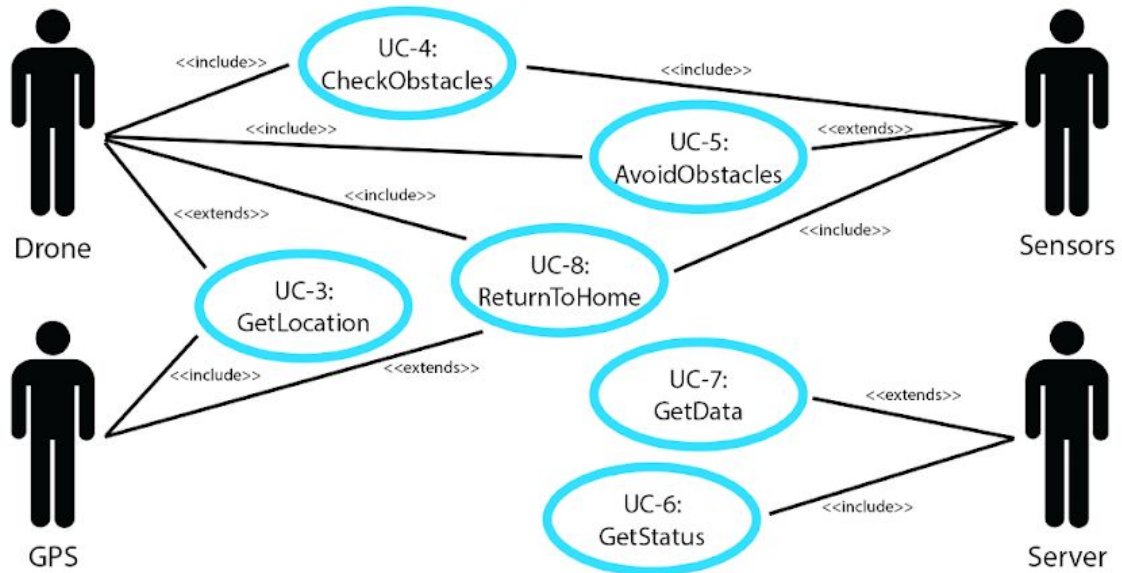 UC-4:
CheckObstacles
<<include>>
<<include>>
<<include>>
UC-5:
AvoidObstacles
<<extends>>
<<include>>
<<extends>>
Drone
UC-8:
ReturnToHome
<<include>>
Sensors
UC-3:
GetLocation
<<include>>
<<extends>>
UC-7:
GetData
<<extends>>
UC-6:
GetStatus
<<include>>
GPS
Server